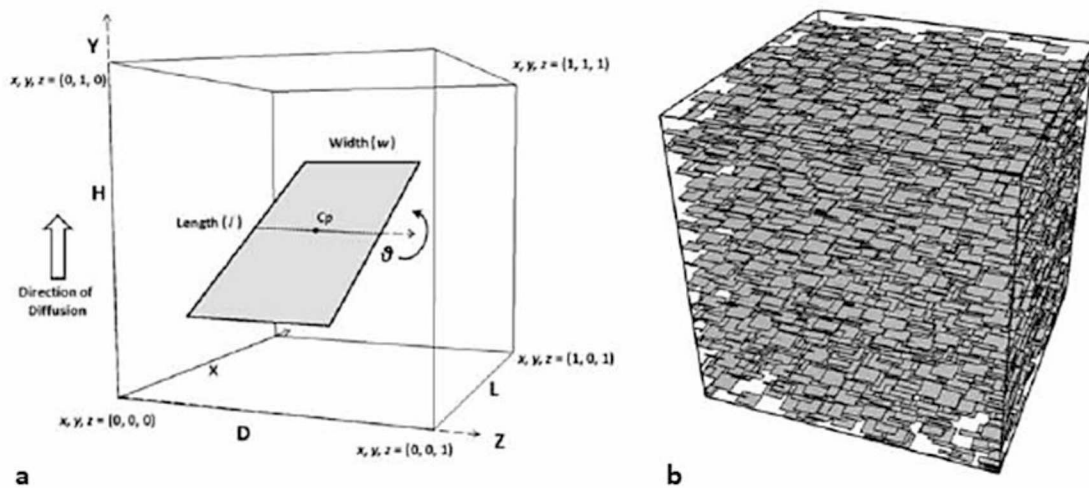 Y
x, y, z = (0, 1, 0)
x, y, z = (1, 1, 1)
Width (w)
H
Length (l)
Cp
ϑ
Direction of
Diffusion
X
x, y, z = (1, 0, 1)
L
x, y, z = (0, 0, 0)
D
Z
x, y, z = (0, 0, 1)
a
b